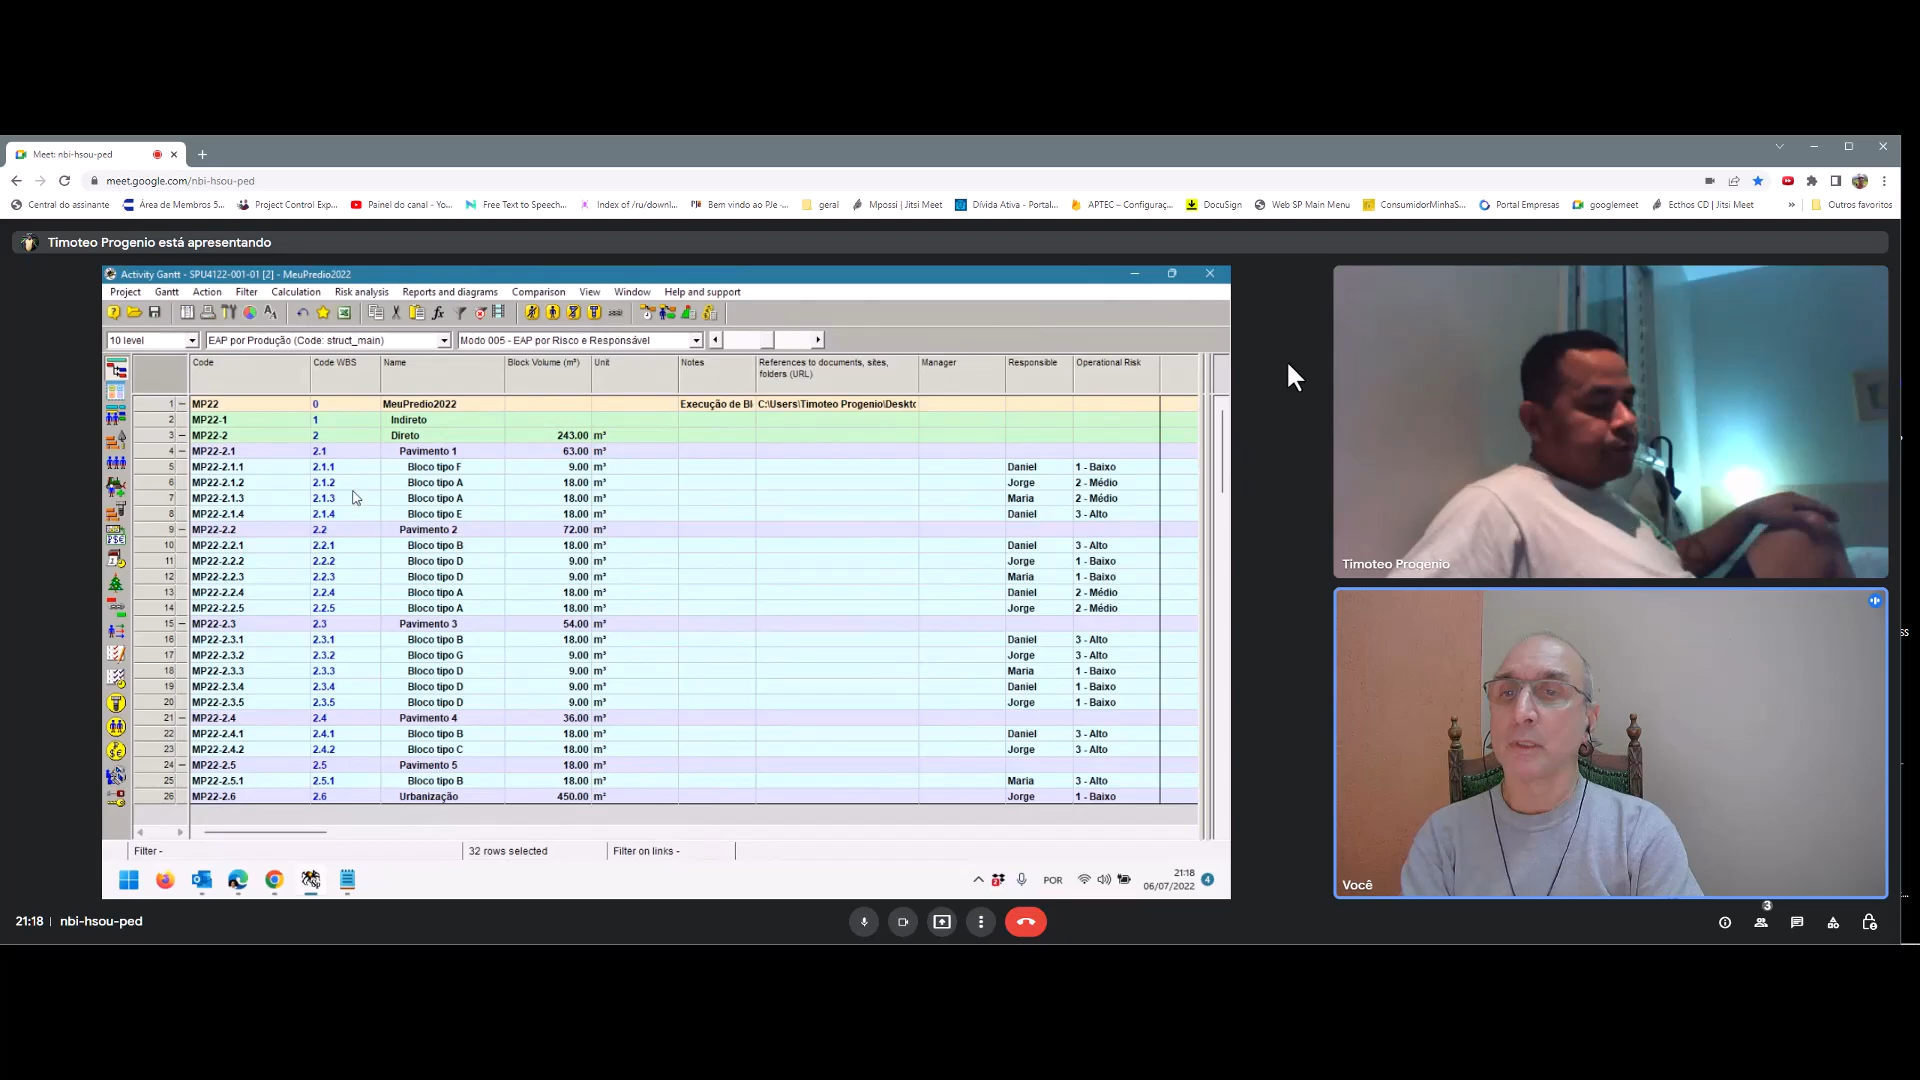 Meet: nbi-hsou-ped
meet.google.com/nbi-hsou-ped
Central do assinante Área de Membros 5... Project Control Exp... Painel do canal - Yo... Free Text to Speech... Index of /ru/downl... Bem vindo ao PJe -... geral Mpossi | Jitsi Meet Dívida Ativa - Portal... APTEC – Configuraç... DocuSign Web SP Main Menu ConsumidorMinhaS... Portal Empresas googlemeet Ecthos CD | Jitsi Meet » Outros favoritos
Timoteo Progenio está apresentando
Activity Gantt - SPU4122-001-01 [2] - MeuPredio2022
Project Gantt Action Filter Calculation Risk analysis Reports and diagrams Comparison View Window Help and support
10 level EAP por Produção (Code: struct_main) Modo 005 - EAP por Risco e Responsável
Code Code WBS Name Block Volume (m³) Unit Notes References to documents, sites, folders (URL) Manager Responsible Operational Risk
1 MP22 0 MeuPredio2022 Execução de Bl C:\Users\Timoteo Progenio\Deskto
2 MP22-1 1 Indireto
3 MP22-2 2 Direto 243.00 m³
4 MP22-2.1 2.1 Pavimento 1 63.00 m³
5 MP22-2.1.1 2.1.1 Bloco tipo F 9.00 m³ Daniel 1 - Baixo
6 MP22-2.1.2 2.1.2 Bloco tipo A 18.00 m³ Jorge 2 - Médio
7 MP22-2.1.3 2.1.3 Bloco tipo A 18.00 m³ Maria 2 - Médio
8 MP22-2.1.4 2.1.4 Bloco tipo E 18.00 m³ Daniel 3 - Alto
9 MP22-2.2 2.2 Pavimento 2 72.00 m³
10 MP22-2.2.1 2.2.1 Bloco tipo B 18.00 m³ Daniel 3 - Alto
11 MP22-2.2.2 2.2.2 Bloco tipo D 9.00 m³ Jorge 1 - Baixo
12 MP22-2.2.3 2.2.3 Bloco tipo D 9.00 m³ Maria 1 - Baixo
13 MP22-2.2.4 2.2.4 Bloco tipo A 18.00 m³ Daniel 2 - Médio
14 MP22-2.2.5 2.2.5 Bloco tipo A 18.00 m³ Jorge 2 - Médio
15 MP22-2.3 2.3 Pavimento 3 54.00 m³
16 MP22-2.3.1 2.3.1 Bloco tipo B 18.00 m³ Daniel 3 - Alto
17 MP22-2.3.2 2.3.2 Bloco tipo G 9.00 m³ Jorge 3 - Alto
18 MP22-2.3.3 2.3.3 Bloco tipo D 9.00 m³ Maria 1 - Baixo
19 MP22-2.3.4 2.3.4 Bloco tipo D 9.00 m³ Daniel 1 - Baixo
20 MP22-2.3.5 2.3.5 Bloco tipo D 9.00 m³ Jorge 1 - Baixo
21 MP22-2.4 2.4 Pavimento 4 36.00 m³
22 MP22-2.4.1 2.4.1 Bloco tipo B 18.00 m³ Daniel 3 - Alto
23 MP22-2.4.2 2.4.2 Bloco tipo C 18.00 m³ Jorge 3 - Alto
24 MP22-2.5 2.5 Pavimento 5 18.00 m³
25 MP22-2.5.1 2.5.1 Bloco tipo B 18.00 m³ Maria 3 - Alto
26 MP22-2.6 2.6 Urbanização 450.00 m² Jorge 1 - Baixo
Filter - 32 rows selected Filter on links -
POR 21:18
06/07/2022 4
Timoteo Progenio
Você
21:18 | nbi-hsou-ped
3